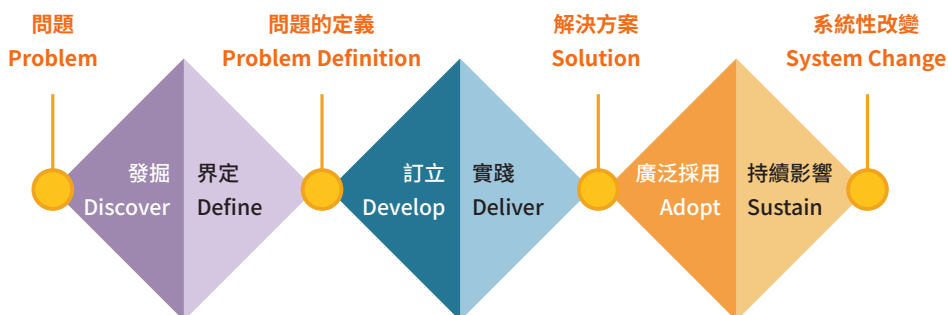 問題
Problem
問題的定義
Problem Definition
解決方案
Solution
系統性改變
System Change
發掘
Discover
界定
Define
訂立
Develop
實踐
Deliver
廣泛採用
Adopt
持續影響
Sustain